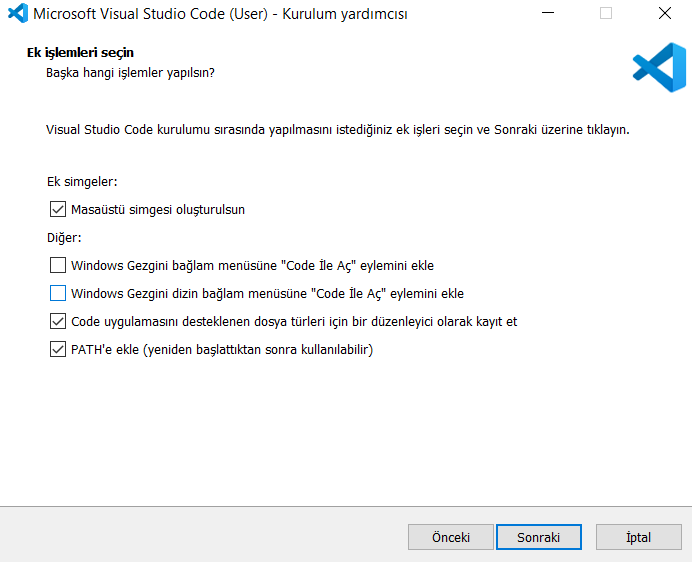 Microsoft Visual Studio Code (User) - Kurulum yardımcısı
Ek işlemleri seçin
Başka hangi işlemler yapılsın?
Visual Studio Code kurulumu sırasında yapılmasını istediğiniz ek işleri seçin ve Sonraki üzerine tıklayın.
Ek simgeler:
Masaüstü simgesi oluşturulsun
Diğer:
Windows Gezgini bağlam menüsüne "Code İle Aç" eylemini ekle
Windows Gezgini dizin bağlam menüsüne "Code İle Aç" eylemini ekle
Code uygulamasını desteklenen dosya türleri için bir düzenleyici olarak kayıt et
PATH'e ekle (yeniden başlattıktan sonra kullanılabilir)
Önceki Sonraki İptal